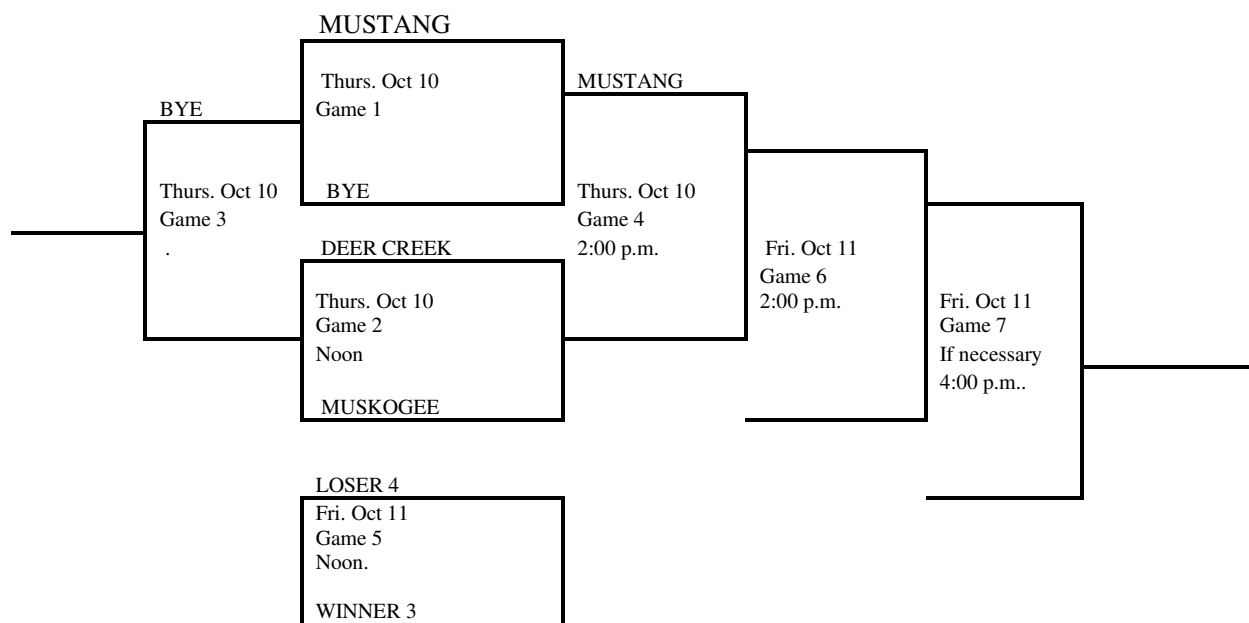 MUSTANG
Thurs. Oct 10
Game 1
BYE
MUSTANG
BYE
Thurs. Oct 10
Game 3
.
Thurs. Oct 10
Game 4
2:00 p.m.
DEER CREEK
Thurs. Oct 10
Game 2
Noon
MUSKOGEE
Fri. Oct 11
Game 6
2:00 p.m.
Fri. Oct 11
Game 7
If necessary
4:00 p.m..
LOSER 4
Fri. Oct 11
Game 5
Noon.
WINNER 3